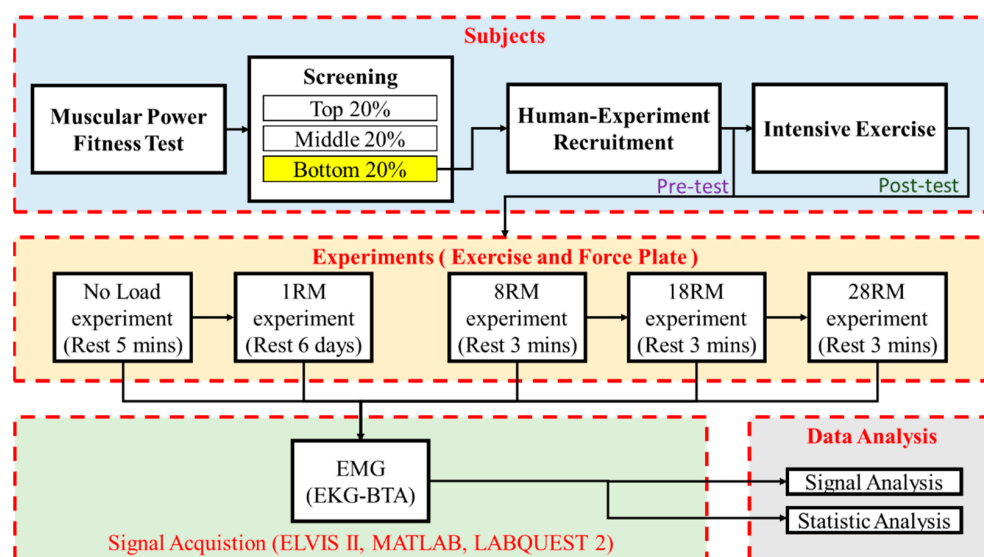 Subjects
Muscular Power
Fitness Test
Screening
Top 20%
Middle 20%
Bottom 20%
Human-Experiment
Recruitment
Intensive Exercise
Pre-test
Post-test
Experiments ( Exercise and Force Plate )
No Load
experiment
(Rest 5 mins)
1RM
experiment
(Rest 6 days)
8RM
experiment
(Rest 3 mins)
18RM
experiment
(Rest 3 mins)
28RM
experiment
(Rest 3 mins)
EMG
(EKG-BTA)
Signal Acquistion (ELVIS II, MATLAB, LABQUEST 2)
Data Analysis
Signal Analysis
Statistic Analysis